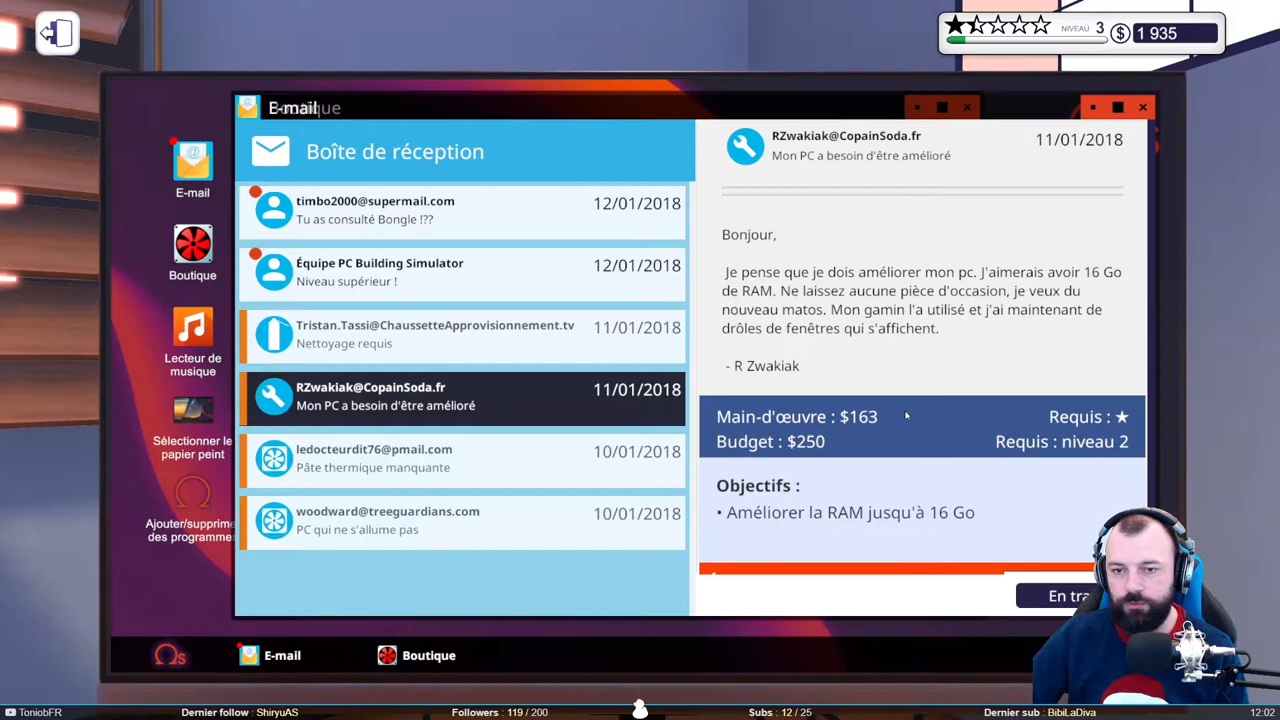 NIVEAU 3
$ 1 935
E-mail
Boîte de réception
E-mail
Boutique
Lecteur de
musique
Sélectionner le
papier peint
Ajouter/supprime
des programme
timbo2000@supermail.com 12/01/2018
Tu as consulté Bongle !??
Équipe PC Building Simulator 12/01/2018
Niveau supérieur !
Tristan.Tassi@ChaussetteApprovisionnement.tv 11/01/2018
Nettoyage requis
RZwakiak@CopainSoda.fr 11/01/2018
Mon PC a besoin d'être amélioré
ledocteurdit76@pmail.com 10/01/2018
Pâte thermique manquante
woodward@treeguardians.com 10/01/2018
PC qui ne s'allume pas
RZwakiak@CopainSoda.fr 11/01/2018
Mon PC a besoin d'être amélioré
Bonjour,
Je pense que je dois améliorer mon pc. J'aimerais avoir 16 Go
de RAM. Ne laissez aucune pièce d'occasion, je veux du
nouveau matos. Mon gamin l'a utilisé et j'ai maintenant de
drôles de fenêtres qui s'affichent.
- R Zwakiak
Main-d'œuvre : $163 Requis : ★
Budget : $250 Requis : niveau 2
Objectifs :
• Améliorer la RAM jusqu'à 16 Go
En tra
Ωs E-mail Boutique
ToniobFR Dernier follow : ShiryuAS Followers : 119 / 200 Subs : 12 / 25 Dernier sub : BibiLaDiva 12:02